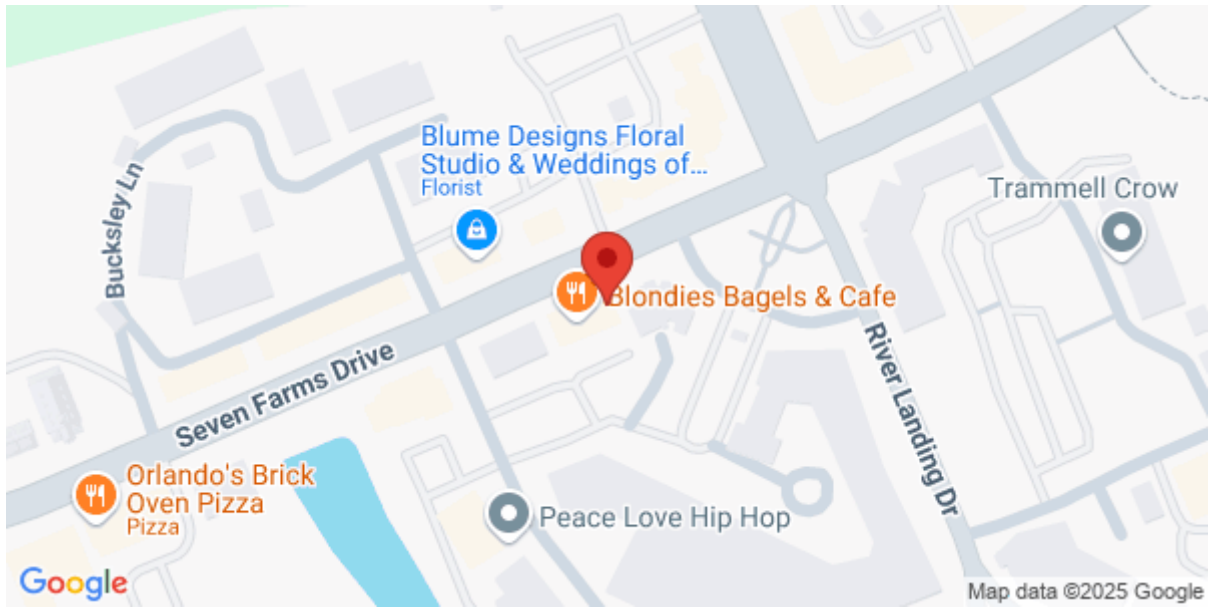 Blume Designs Floral
Studio & Weddings of...
Florist
Trammell Crow
Bucksley Ln
Blondies Bagels & Cafe
Seven Farms Drive
River Landing Dr
Orlando's Brick
Oven Pizza
Pizza
Peace Love Hip Hop
Google
Map data ©2025 Google